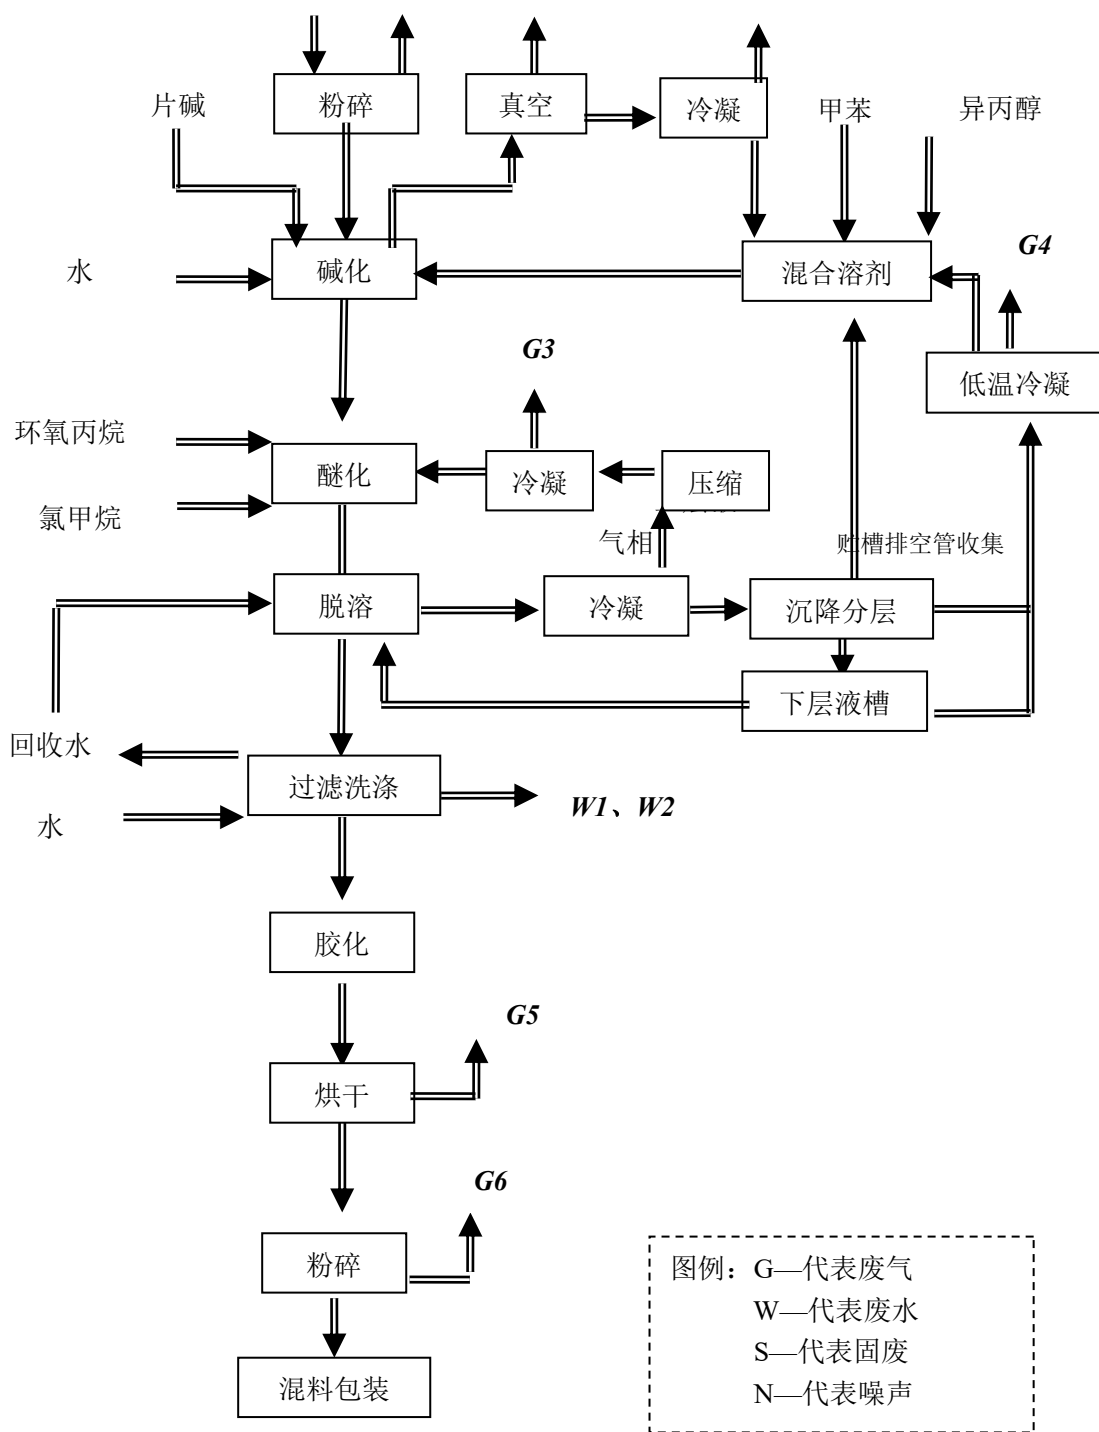 粉碎
真空
冷凝
片碱
甲苯
异丙醇
水
碱化
混合溶剂
G4
G3
低温冷凝
环氧丙烷
醚化
冷凝
压缩
氯甲烷
气相
贮槽排空管收集
脱溶
冷凝
沉降分层
下层液槽
回收水
过滤洗涤
W1、W2
水
胶化
G5
烘干
G6
粉碎
混料包装
图例：G—代表废气
W—代表废水
S—代表固废
N—代表噪声